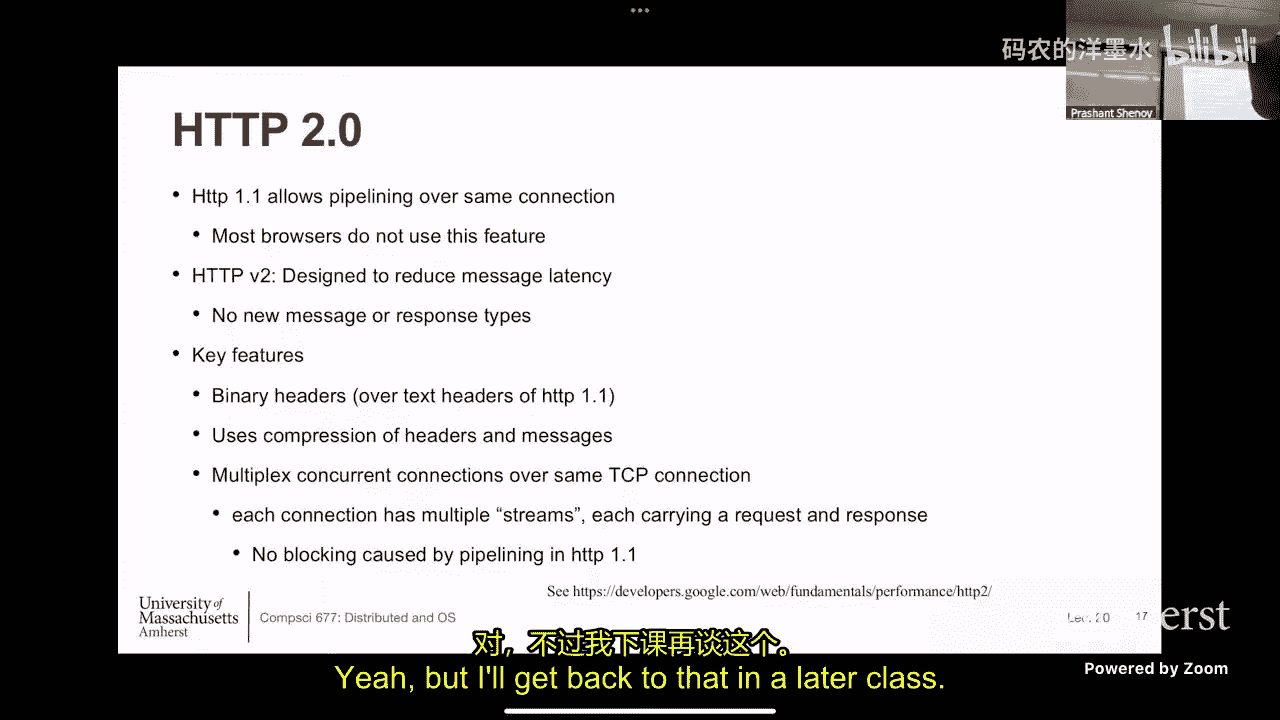 码农的洋墨水 bilibili
Prashant Shenoy
HTTP 2.0
• Http 1.1 allows pipelining over same connection
• Most browsers do not use this feature
• HTTP v2: Designed to reduce message latency
• No new message or response types
• Key features
• Binary headers (over text headers of http 1.1)
• Uses compression of headers and messages
• Multiplex concurrent connections over same TCP connection
• each connection has multiple “streams”, each carrying a request and response
• No blocking caused by pipelining in http 1.1
See https://developers.google.com/web/fundamentals/performance/http2/
University of
Massachusetts
Amherst
Compsci 677: Distributed and OS
Lec. 20
17
erst
对，不过我下课再谈这个。
Yeah, but I'll get back to that in a later class.
Powered by Zoom